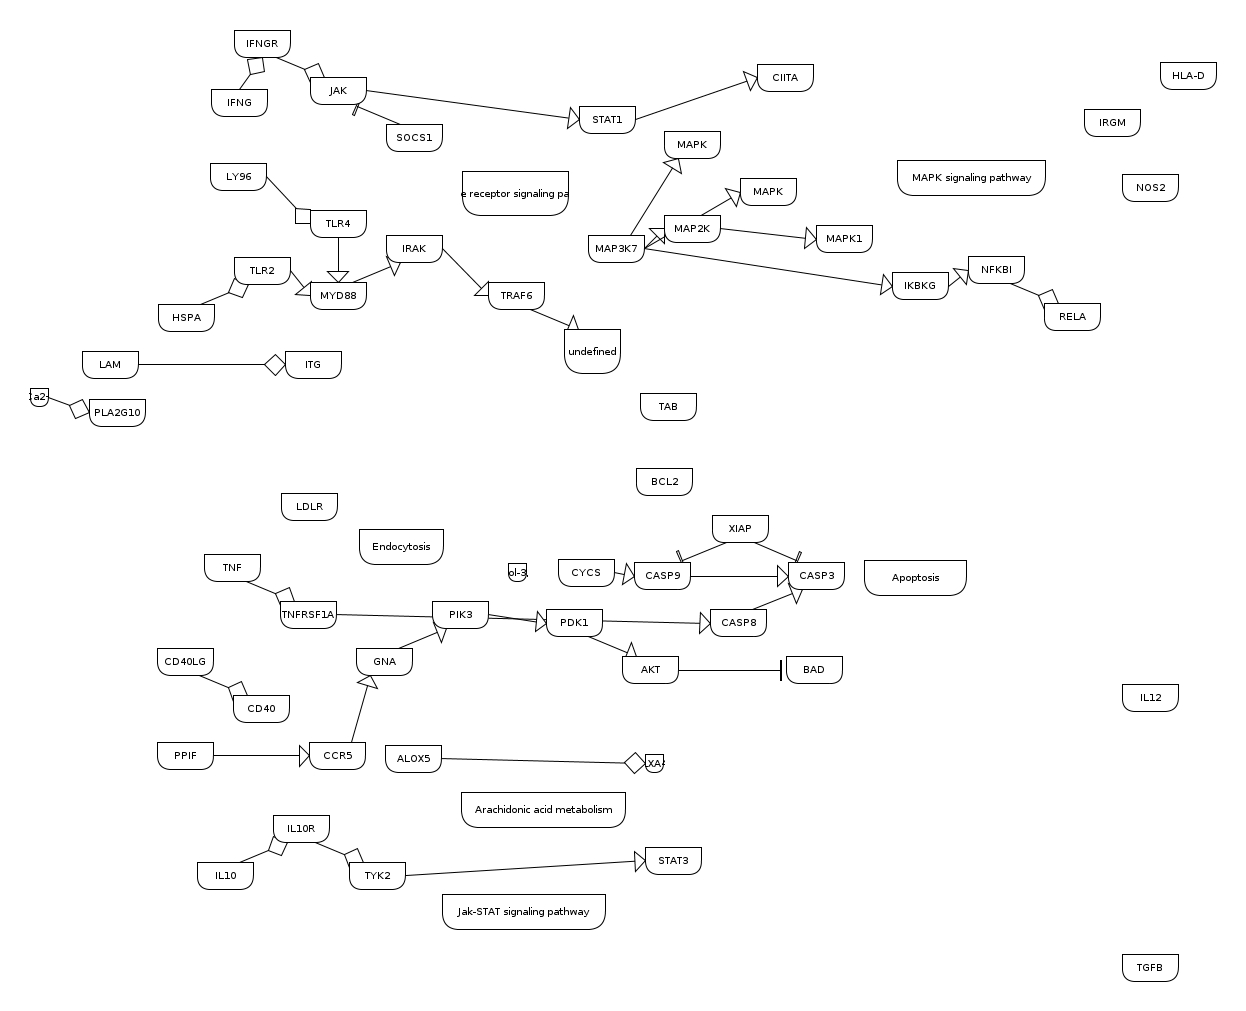 IFNGR
HLA-D
CIITA
JAK
IFNG
STAT1
IRGM
SOCS1
MAPK
LY96
e receptor signaling pa
MAPK signaling pathway
NOS2
MAPK
TLR4
MAP2K
MAPK1
IRAK
MAP3K7
TLR2
NFKBI
IKBKG
MYD88
TRAF6
HSPA
RELA
undefined
LAM
ITG
a2-
PLA2G10
TAB
BCL2
LDLR
XIAP
Endocytosis
TNF
ol-3,
CYCS
CASP9
CASP3
Apoptosis
TNFRSF1A
PIK3
PDK1
CASP8
CD40LG
GNA
AKT
BAD
CD40
IL12
PPIF
CCR5
ALOX5
XA4
Arachidonic acid metabolism
IL10R
IL10
TYK2
STAT3
Jak-STAT signaling pathway
TGFB